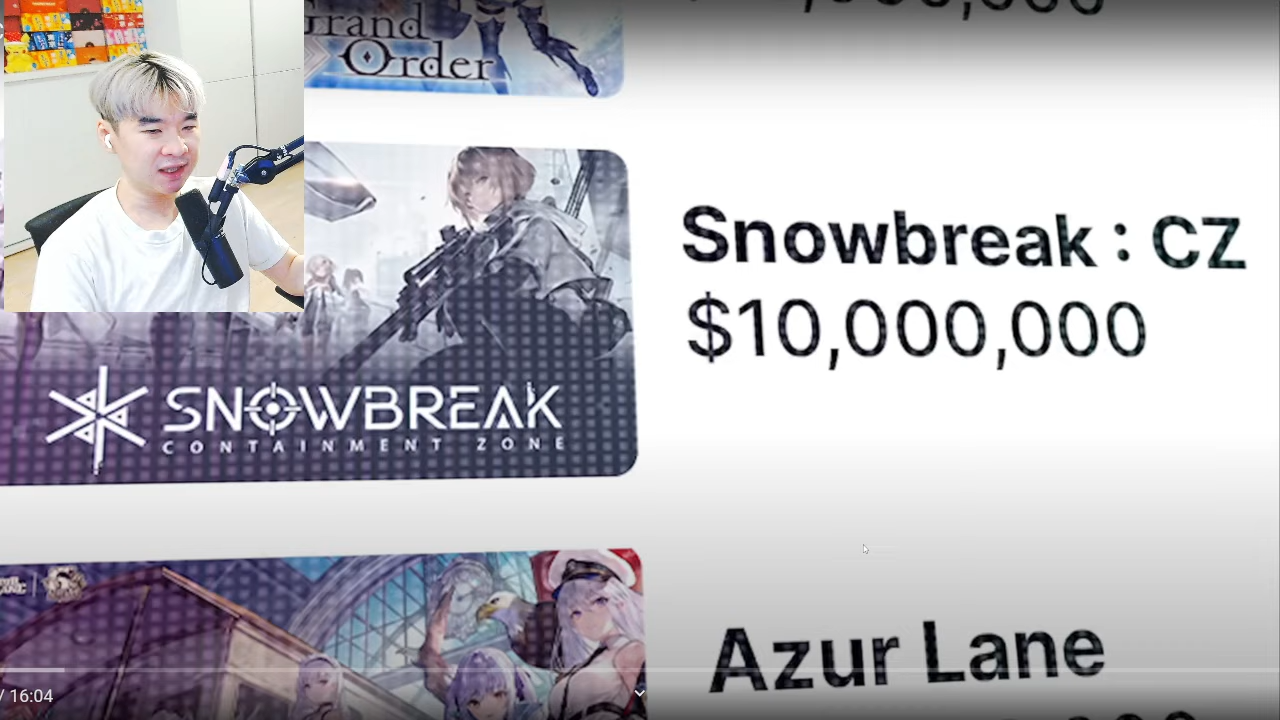 Grand
Order
Snowbreak : CZ
$10,000,000
SNOWBREAK
CONTAINMENT ZONE
Azur Lane
/ 16:04